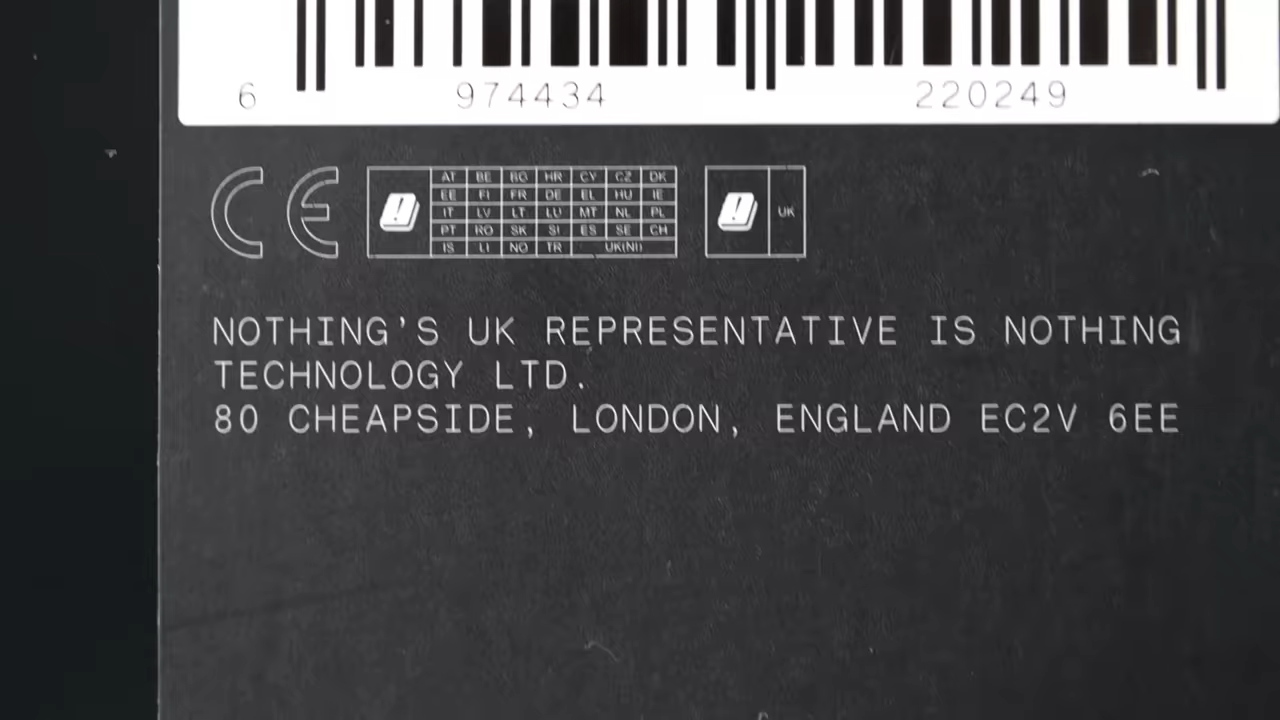 6 974434 220249
CE
AT BE BG HR CY CZ DK
EE FI FR DE EL HU IE
IT LV LT LU MT NL PL
PT RO SK SI ES SE CH
IS LI NO TR UK(NI)
UK
NOTHING'S UK REPRESENTATIVE IS NOTHING
TECHNOLOGY LTD.
80 CHEAPSIDE, LONDON, ENGLAND EC2V 6EE